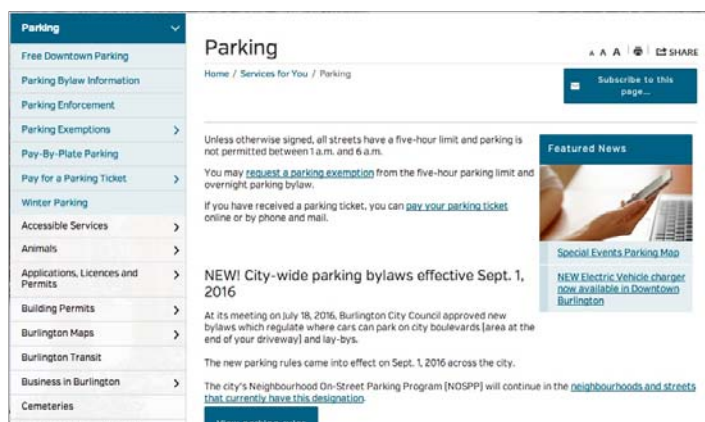 Parking
Free Downtown Parking
Parking Bylaw Information
Parking Enforcement
Parking Exemptions
Pay-By-Plate Parking
Pay for a Parking Ticket
Winter Parking
Accessible Services
Animals
Applications, Licences and
Permits
Building Permits
Burlington Maps
Burlington Transit
Business in Burlington
Cemeteries
Parking
A A A
SHARE
Home / Services for You / Parking
Subscribe to this
page...
Unless otherwise signed, all streets have a five-hour limit and parking is
not permitted between 1 a.m. and 6 a.m.
You may request a parking exemption from the five-hour parking limit and
overnight parking bylaw.
If you have received a parking ticket, you can pay your parking ticket
online or by phone and mail.
NEW! City-wide parking bylaws effective Sept. 1,
2016
At its meeting on July 18, 2016, Burlington City Council approved new
bylaws which regulate where cars can park on city boulevards [area at the
end of your driveway] and lay-bys.
The new parking rules came into effect on Sept. 1, 2016 across the city.
The city's Neighbourhood On-Street Parking Program [NOSPP] will continue in the neighbourhoods and streets
that currently have this designation.
Featured News
Special Events Parking Map
NEW Electric Vehicle charger
now available in Downtown
Burlington